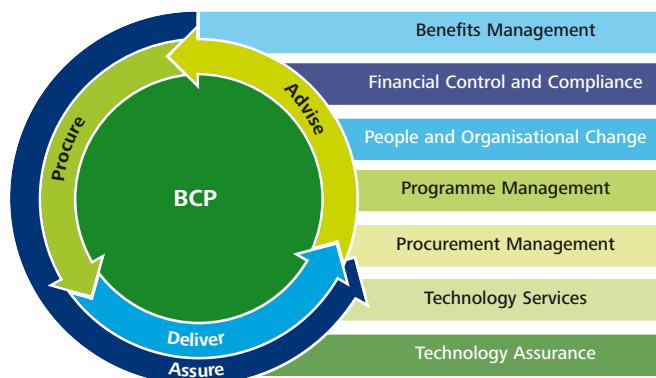 Benefits Management
Financial Control and Compliance
People and Organisational Change
Programme Management
Procurement Management
Technology Services
Technology Assurance
Advise
Procure
BCP
Deliver
Assure